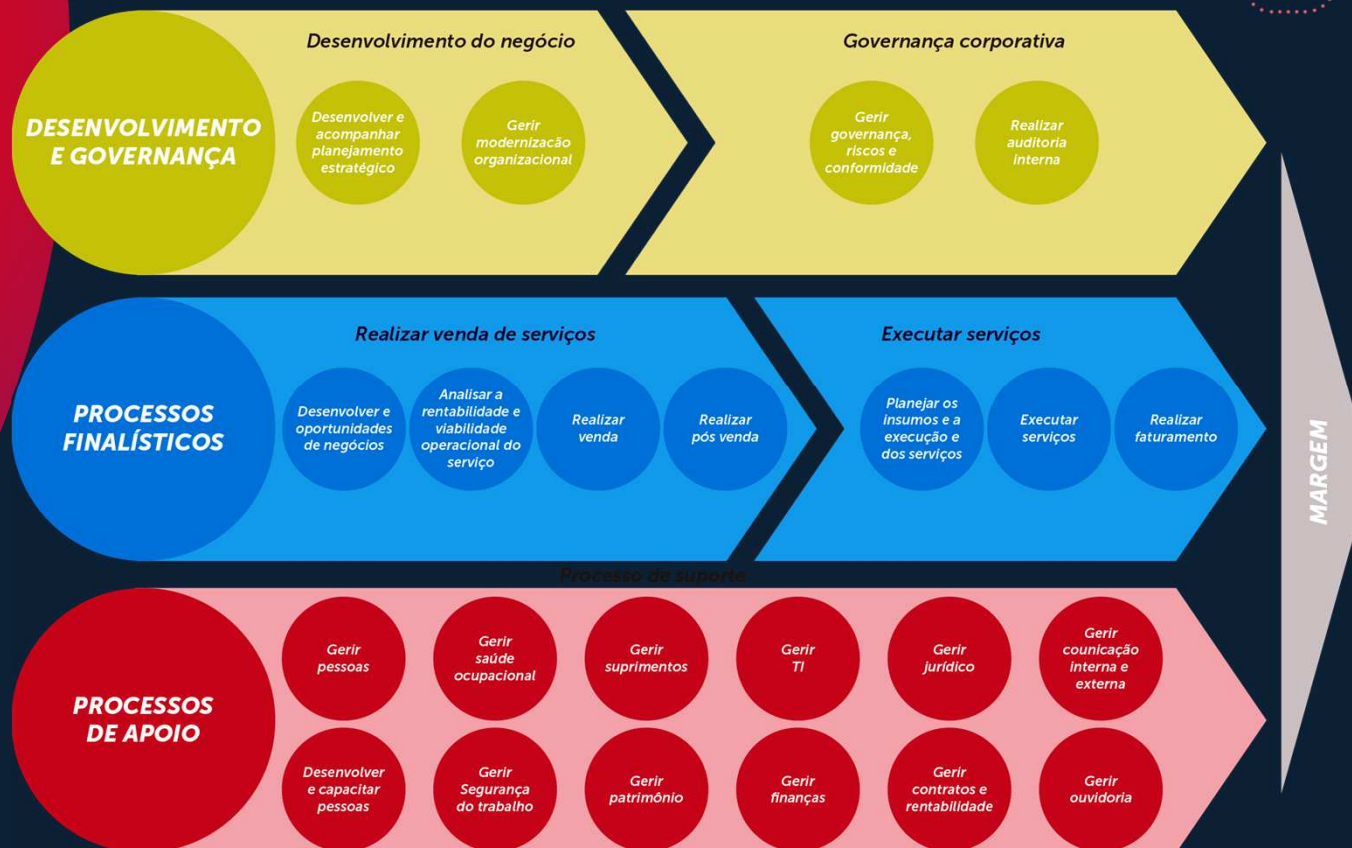 Desenvolvimento do negócio
Governança corporativa
DESENVOLVIMENTO
E GOVERNANÇA
Desenvolver e
acompanhar
planejamento
estratégico
Gerir
modernizacão
organizacional
Gerir
governança,
riscos e
conformidade
Realizar
auditoria
interna
Realizar venda de serviços
Executar serviços
PROCESSOS
FINALÍSTICOS
Desenvolver e
oportunidades
de negócios
Analisar a
rentabilidade e
viabilidade
operacional do
serviço
Realizar
venda
Realizar
pós venda
Planejar os
insumos e a
execução e
dos serviços
Executar
serviços
Realizar
faturamento
MARGEM
Processo de suporte
PROCESSOS
DE APOIO
Gerir
pessoas
Gerir
saúde
ocupacional
Gerir
suprimentos
Gerir
TI
Gerir
jurídico
Gerir
counicação
interna e
externa
Desenvolver
e capacitar
pessoas
Gerir
Segurança
do trabalho
Gerir
patrimônio
Gerir
finanças
Gerir
contratos e
rentabilidade
Gerir
ouvidoria